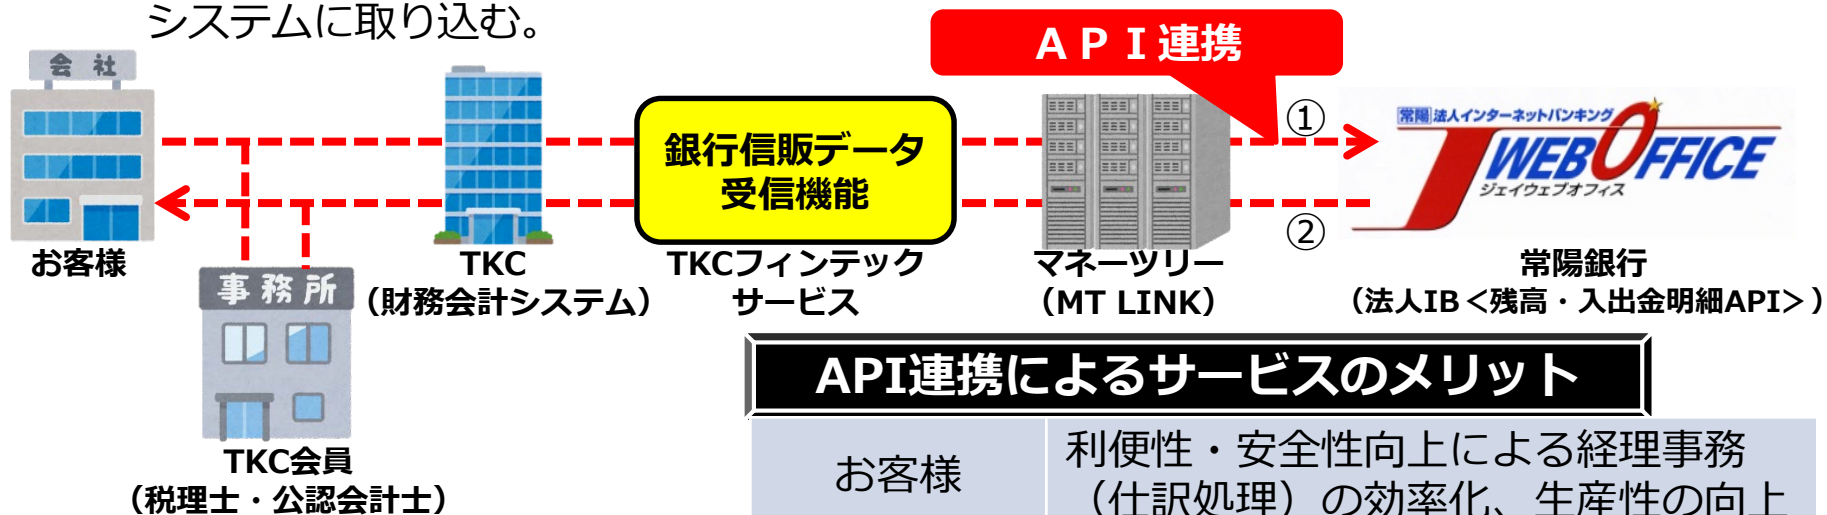 システムに取り込む。
会 社
ＡＰＩ連携
①
常陽 法人インターネットバンキング
J WEB OFFICE
ジェイウェブオフィス
銀行信販データ
受信機能
②
お客様
TKC
（財務会計システム）
TKCフィンテック
サービス
マネーツリー
（MT LINK）
常陽銀行
（法人IB＜残高・入出金明細API＞）
事務所
TKC会員
（税理士・公認会計士）
API連携によるサービスのメリット
お客様
利便性・安全性向上による経理事務
（仕訳処理）の効率化、生産性の向上